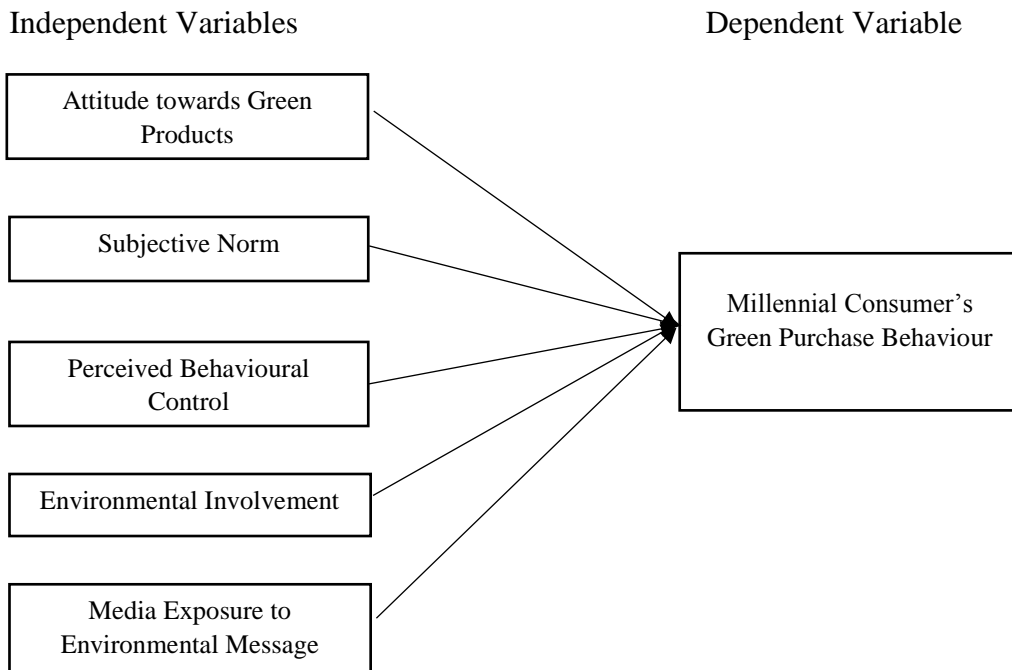 Independent Variables
Dependent Variable
Attitude towards Green
Products
Subjective Norm
Perceived Behavioural
Control
Environmental Involvement
Media Exposure to
Environmental Message
Millennial Consumer’s
Green Purchase Behaviour